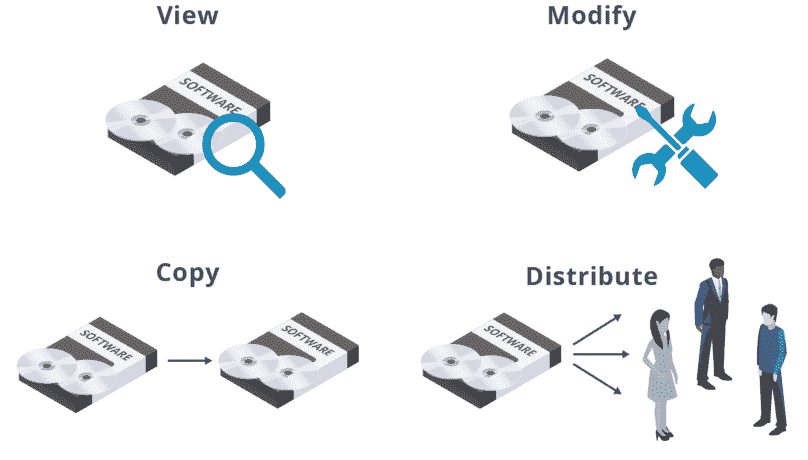 View
Modify
SOFTWARE
SOFTWARE
Copy
Distribute
SOFTWARE
SOFTWARE
SOFTWARE